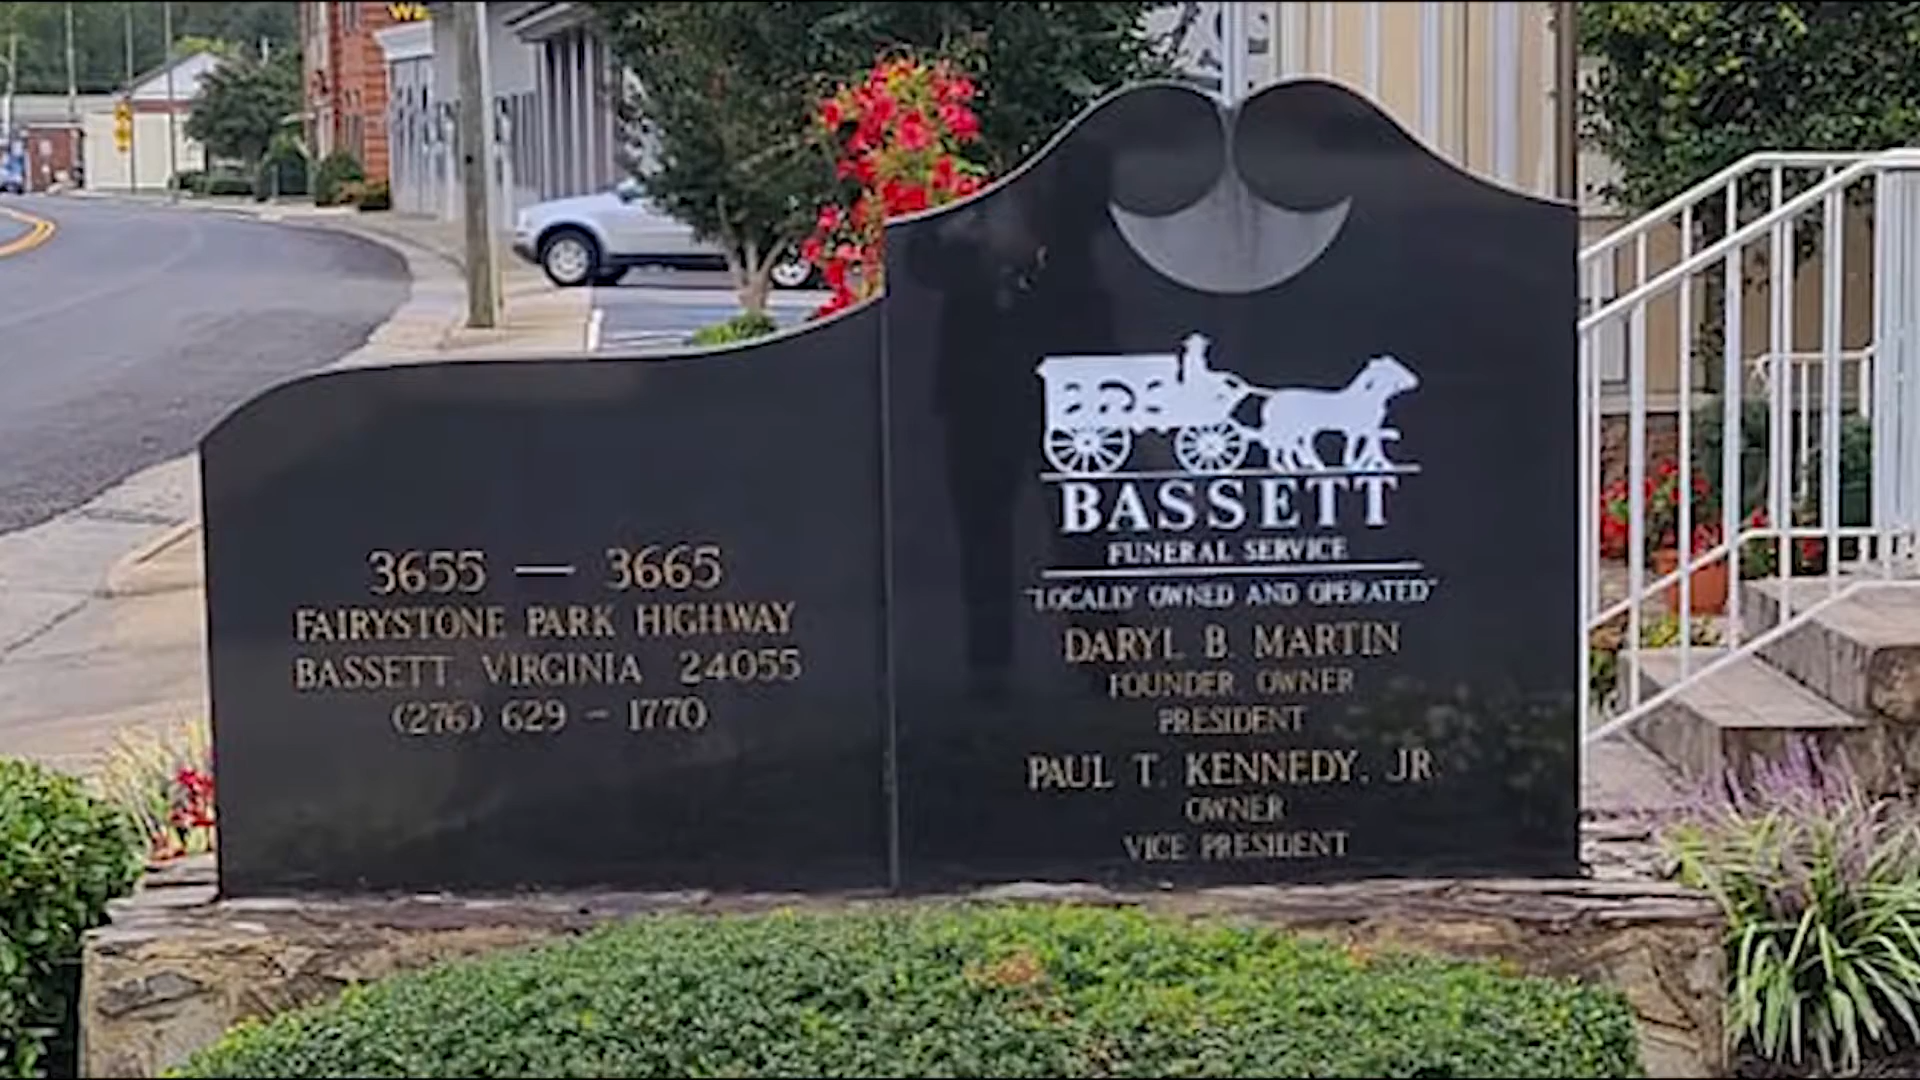 3655 — 3665
FAIRYSTONE PARK HIGHWAY
BASSETT, VIRGINIA 24055
(276) 629 - 1770
BASSETT
FUNERAL SERVICE
"LOCALLY OWNED AND OPERATED"
DARYL B. MARTIN
FOUNDER OWNER
PRESIDENT
PAUL T. KENNEDY, JR
OWNER
VICE PRESIDENT